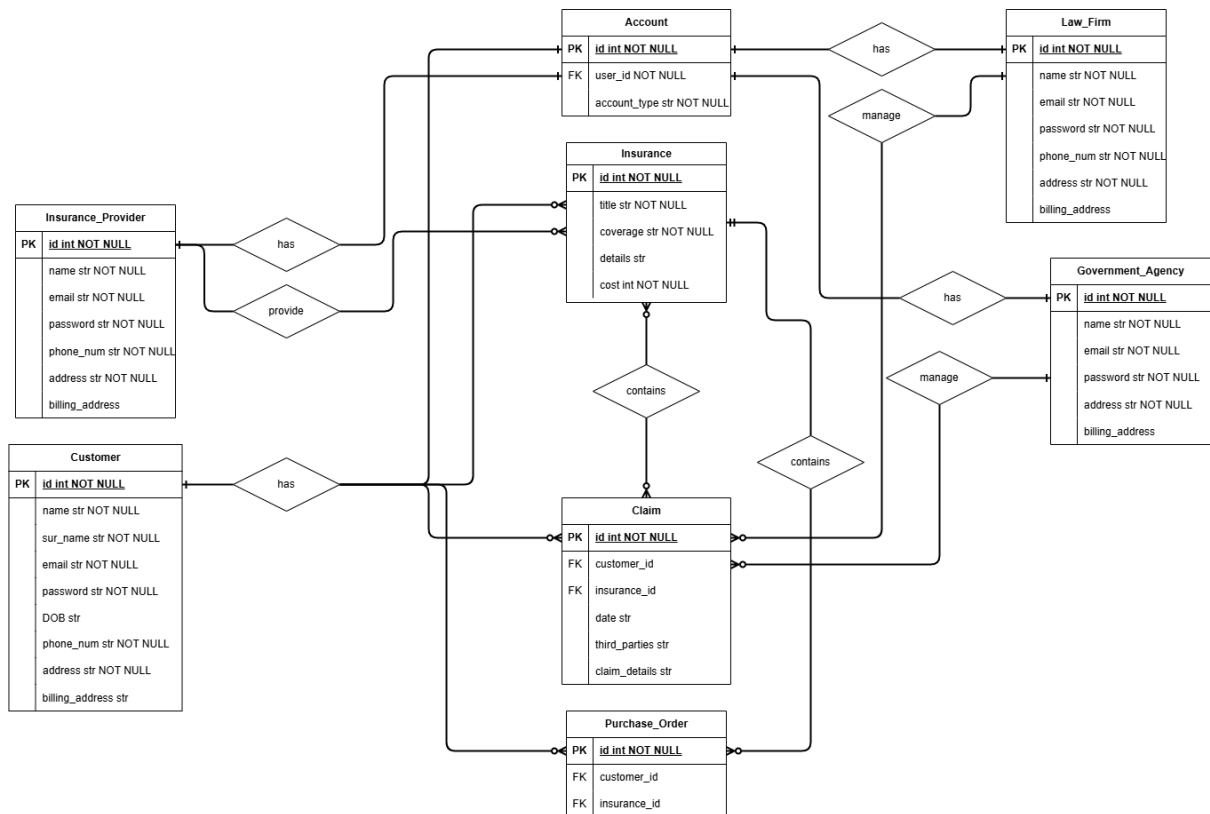 Account
PK id int NOT NULL
FK user_id NOT NULL
account_type str NOT NULL
has
Law_Firm
PK id int NOT NULL
name str NOT NULL
email str NOT NULL
password str NOT NULL
phone_num str NOT NULL
address str NOT NULL
billing_address
manage
Insurance
PK id int NOT NULL
title str NOT NULL
coverage str NOT NULL
details str
cost int NOT NULL
Insurance_Provider
PK id int NOT NULL
name str NOT NULL
email str NOT NULL
password str NOT NULL
phone_num str NOT NULL
address str NOT NULL
billing_address
has
provide
Government_Agency
PK id int NOT NULL
name str NOT NULL
email str NOT NULL
password str NOT NULL
address str NOT NULL
billing_address
has
manage
contains
contains
Customer
PK id int NOT NULL
name str NOT NULL
sur_name str NOT NULL
email str NOT NULL
password str NOT NULL
DOB str
phone_num str NOT NULL
address str NOT NULL
billing_address str
has
Claim
PK id int NOT NULL
FK customer_id
FK insurance_id
date str
third_parties str
claim_details str
Purchase_Order
PK id int NOT NULL
FK customer_id
FK insurance_id